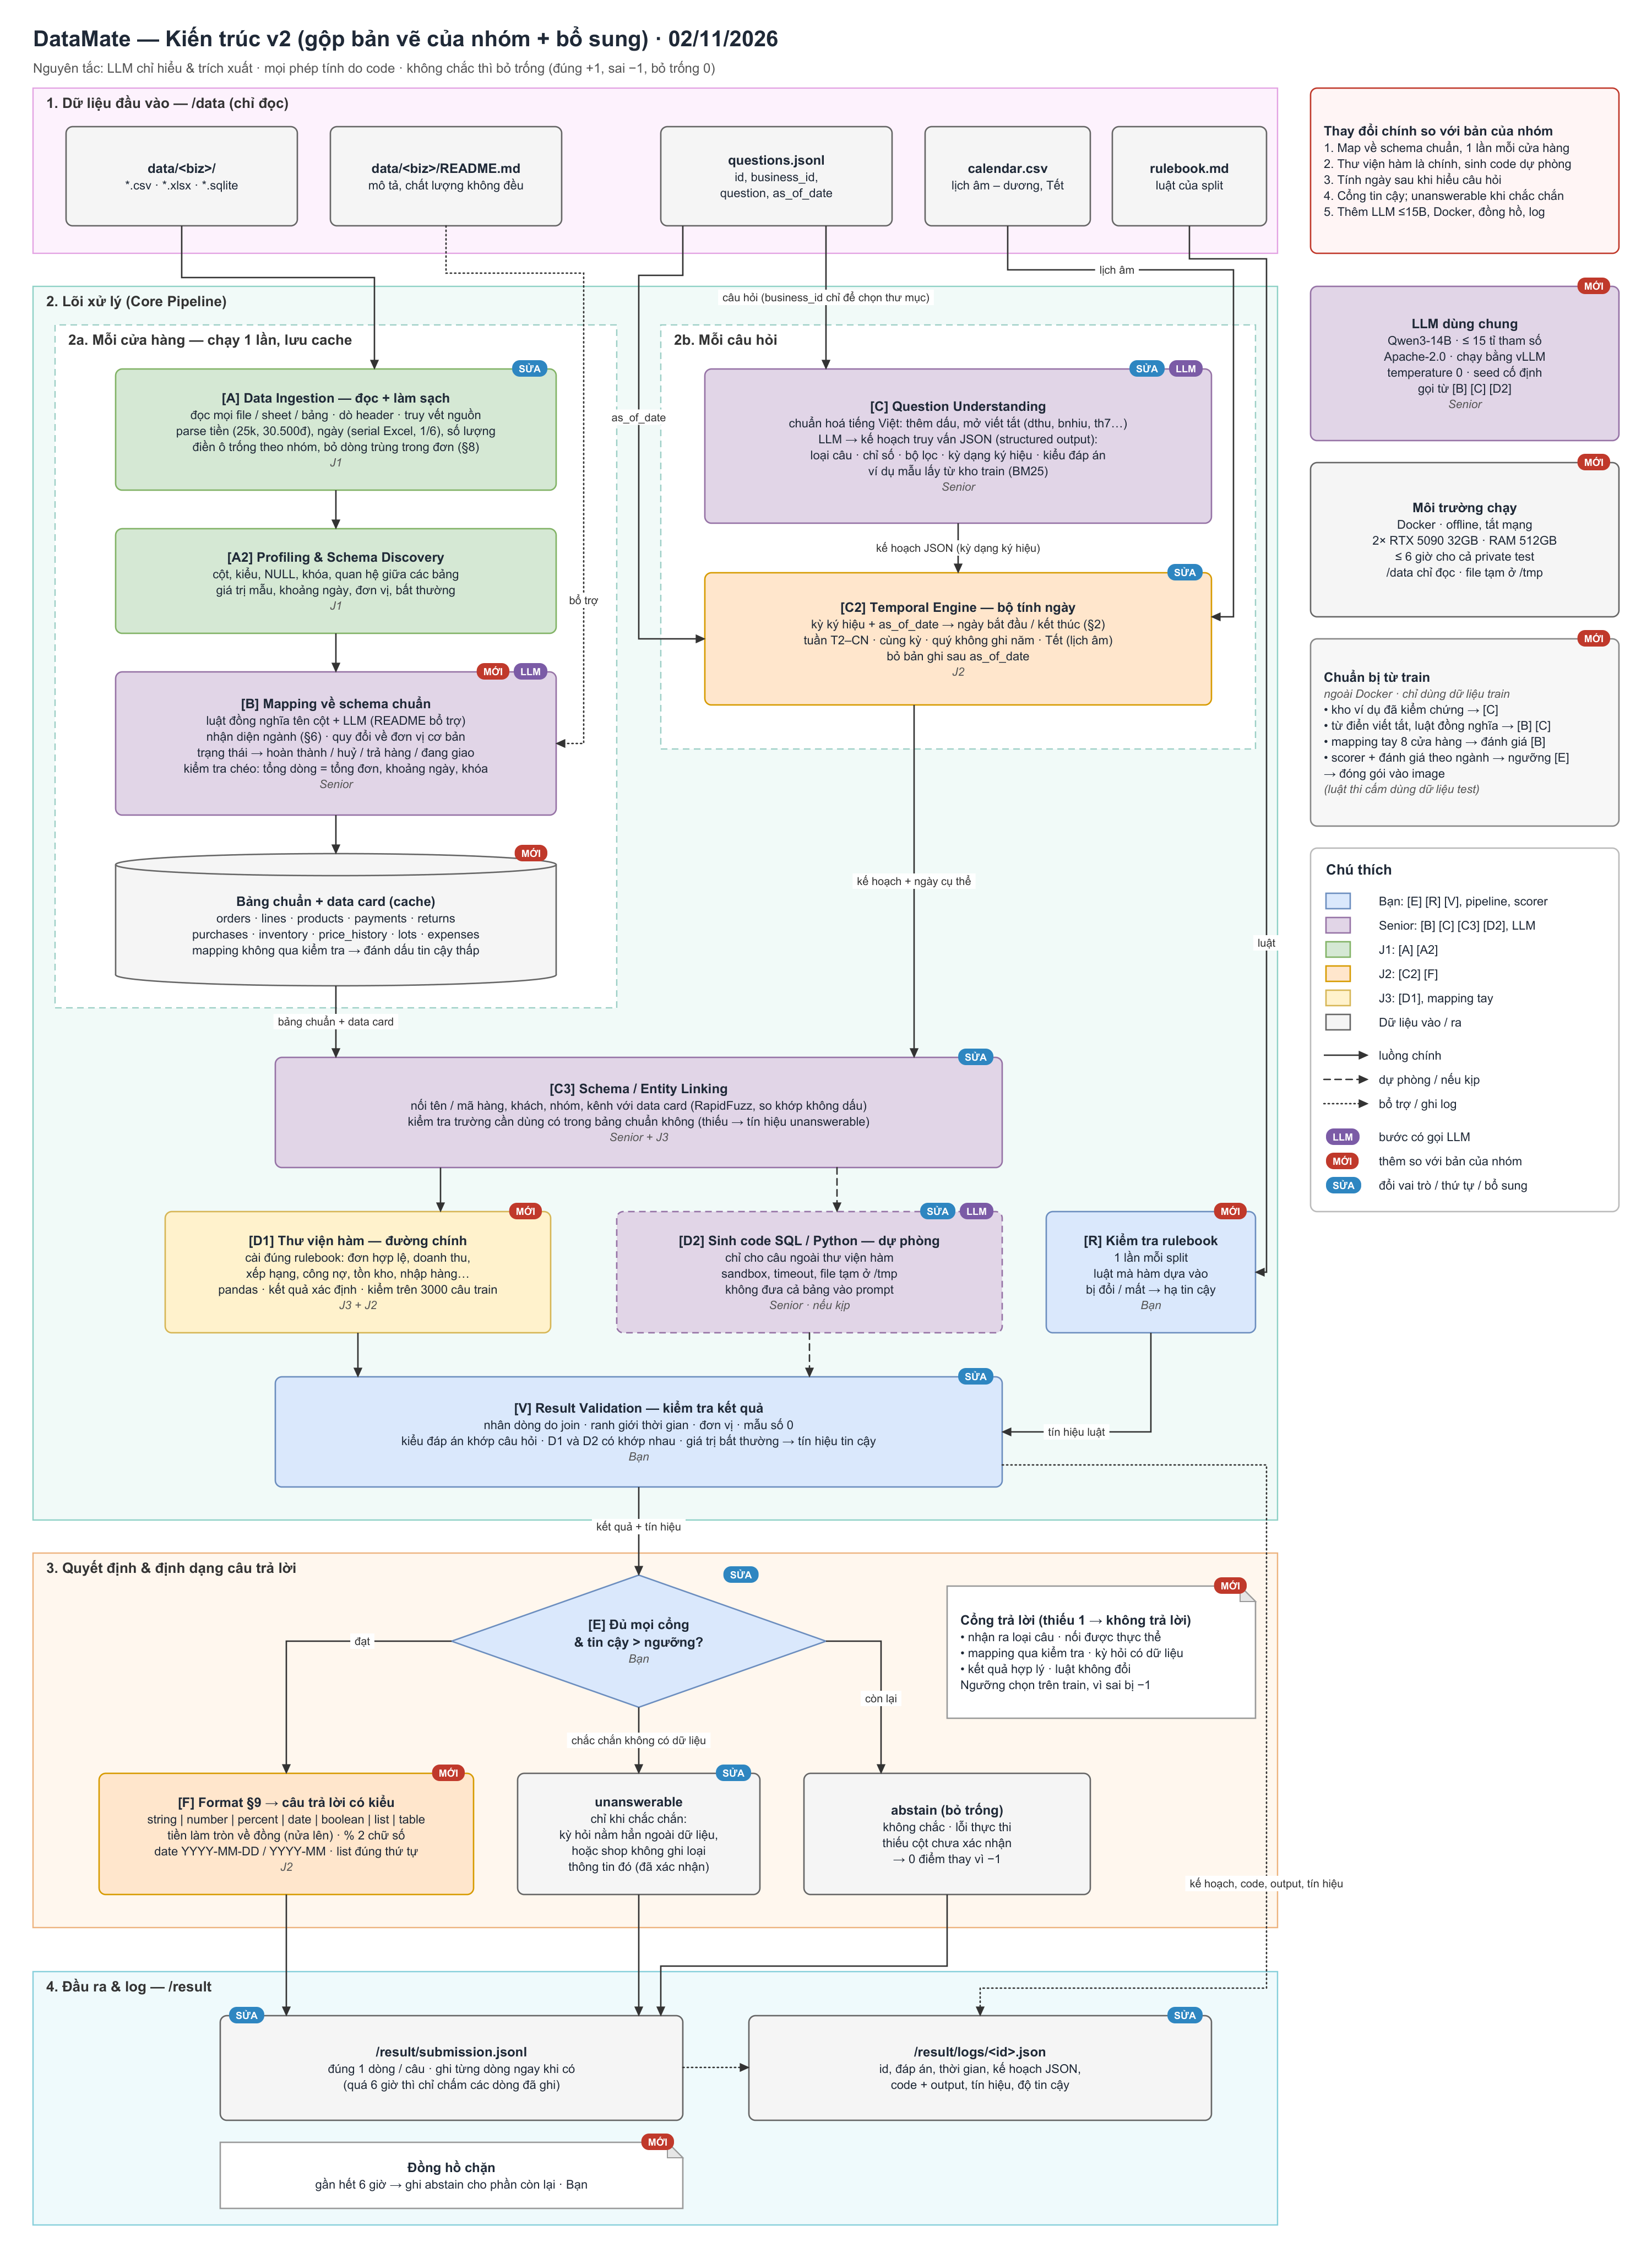 DataMate — Kiến trúc v2 (gộp bản vẽ của nhóm + bổ sung) · 02/11/2026
Nguyên tắc: LLM chỉ hiểu & trích xuất · mọi phép tính do code · không chắc thì bỏ trống (đúng +1, sai −1, bỏ trống 0)
1. Dữ liệu đầu vào — /data (chỉ đọc)
data/<biz>/
*.csv · *.xlsx · *.sqlite
data/<biz>/README.md
mô tả, chất lượng không đều
questions.jsonl
id, business_id,
question, as_of_date
calendar.csv
lịch âm – dương, Tết
rulebook.md
luật của split
Thay đổi chính so với bản của nhóm
1. Map về schema chuẩn, 1 lần mỗi cửa hàng
2. Thư viện hàm là chính, sinh code dự phòng
3. Tính ngày sau khi hiểu câu hỏi
4. Cổng tin cậy; unanswerable khi chắc chắn
5. Thêm LLM ≤15B, Docker, đồng hồ, log
lịch âm
câu hỏi (business_id chỉ để chọn thư mục)
2. Lõi xử lý (Core Pipeline)
2a. Mỗi cửa hàng — chạy 1 lần, lưu cache
2b. Mỗi câu hỏi
SỬA
[A] Data Ingestion — đọc + làm sạch
đọc mọi file / sheet / bảng · dò header · truy vết nguồn
parse tiền (25k, 30.500đ), ngày (serial Excel, 1/6), số lượng
điền ô trống theo nhóm, bỏ dòng trùng trong đơn (§8)
J1
as_of_date
SỬA
LLM
[C] Question Understanding
chuẩn hoá tiếng Việt: thêm dấu, mở viết tắt (dthu, bnhiu, th7…)
LLM → kế hoạch truy vấn JSON (structured output):
loại câu · chỉ số · bộ lọc · kỳ dạng ký hiệu · kiểu đáp án
ví dụ mẫu lấy từ kho train (BM25)
Senior
MỚI
LLM dùng chung
Qwen3-14B · ≤ 15 tỉ tham số
Apache-2.0 · chạy bằng vLLM
temperature 0 · seed cố định
gọi từ [B] [C] [D2]
Senior
[A2] Profiling & Schema Discovery
cột, kiểu, NULL, khóa, quan hệ giữa các bảng
giá trị mẫu, khoảng ngày, đơn vị, bất thường
J1
bổ trợ
kế hoạch JSON (kỳ dạng ký hiệu)
SỬA
[C2] Temporal Engine — bộ tính ngày
kỳ ký hiệu + as_of_date → ngày bắt đầu / kết thúc (§2)
tuần T2–CN · cùng kỳ · quý không ghi năm · Tết (lịch âm)
bỏ bản ghi sau as_of_date
J2
MỚI
Môi trường chạy
Docker · offline, tắt mạng
2× RTX 5090 32GB · RAM 512GB
≤ 6 giờ cho cả private test
/data chỉ đọc · file tạm ở /tmp
MỚI
LLM
[B] Mapping về schema chuẩn
luật đồng nghĩa tên cột + LLM (README bổ trợ)
nhận diện ngành (§6) · quy đổi về đơn vị cơ bản
trạng thái → hoàn thành / huỷ / trả hàng / đang giao
kiểm tra chéo: tổng dòng = tổng đơn, khoảng ngày, khóa
Senior
MỚI
Chuẩn bị từ train
ngoài Docker · chỉ dùng dữ liệu train
• kho ví dụ đã kiểm chứng → [C]
• từ điển viết tắt, luật đồng nghĩa → [B] [C]
• mapping tay 8 cửa hàng → đánh giá [B]
• scorer + đánh giá theo ngành → ngưỡng [E]
→ đóng gói vào image
(luật thi cấm dùng dữ liệu test)
MỚI
Bảng chuẩn + data card (cache)
orders · lines · products · payments · returns
purchases · inventory · price_history · lots · expenses
mapping không qua kiểm tra → đánh dấu tin cậy thấp
kế hoạch + ngày cụ thể
luật
Chú thích
Bạn: [E] [R] [V], pipeline, scorer
Senior: [B] [C] [C3] [D2], LLM
J1: [A] [A2]
J2: [C2] [F]
J3: [D1], mapping tay
Dữ liệu vào / ra
luồng chính
dự phòng / nếu kịp
bổ trợ / ghi log
LLM
bước có gọi LLM
MỚI
thêm so với bản của nhóm
SỬA
đổi vai trò / thứ tự / bổ sung
bảng chuẩn + data card
SỬA
[C3] Schema / Entity Linking
nối tên / mã hàng, khách, nhóm, kênh với data card (RapidFuzz, so khớp không dấu)
kiểm tra trường cần dùng có trong bảng chuẩn không (thiếu → tín hiệu unanswerable)
Senior + J3
MỚI
[D1] Thư viện hàm — đường chính
cài đúng rulebook: đơn hợp lệ, doanh thu,
xếp hạng, công nợ, tồn kho, nhập hàng…
pandas · kết quả xác định · kiểm trên 3000 câu train
J3 + J2
SỬA
LLM
[D2] Sinh code SQL / Python — dự phòng
chỉ cho câu ngoài thư viện hàm
sandbox, timeout, file tạm ở /tmp
không đưa cả bảng vào prompt
Senior · nếu kịp
MỚI
[R] Kiểm tra rulebook
1 lần mỗi split
luật mà hàm dựa vào
bị đổi / mất → hạ tin cậy
Bạn
SỬA
[V] Result Validation — kiểm tra kết quả
nhân dòng do join · ranh giới thời gian · đơn vị · mẫu số 0
kiểu đáp án khớp câu hỏi · D1 và D2 có khớp nhau · giá trị bất thường → tín hiệu tin cậy
Bạn
tín hiệu luật
kết quả + tín hiệu
3. Quyết định & định dạng câu trả lời
SỬA
[E] Đủ mọi cổng
& tin cậy > ngưỡng?
Bạn
đạt
còn lại
chắc chắn không có dữ liệu
MỚI
Cổng trả lời (thiếu 1 → không trả lời)
• nhận ra loại câu · nối được thực thể
• mapping qua kiểm tra · kỳ hỏi có dữ liệu
• kết quả hợp lý · luật không đổi
Ngưỡng chọn trên train, vì sai bị −1
MỚI
[F] Format §9 → câu trả lời có kiểu
string | number | percent | date | boolean | list | table
tiền làm tròn về đồng (nửa lên) · % 2 chữ số
date YYYY-MM-DD / YYYY-MM · list đúng thứ tự
J2
SỬA
unanswerable
chỉ khi chắc chắn:
kỳ hỏi nằm hẳn ngoài dữ liệu,
hoặc shop không ghi loại
thông tin đó (đã xác nhận)
abstain (bỏ trống)
không chắc · lỗi thực thi
thiếu cột chưa xác nhận
→ 0 điểm thay vì −1
kế hoạch, code, output, tín hiệu
4. Đầu ra & log — /result
SỬA
/result/submission.jsonl
đúng 1 dòng / câu · ghi từng dòng ngay khi có
(quá 6 giờ thì chỉ chấm các dòng đã ghi)
SỬA
/result/logs/<id>.json
id, đáp án, thời gian, kế hoạch JSON,
code + output, tín hiệu, độ tin cậy
MỚI
Đồng hồ chặn
gần hết 6 giờ → ghi abstain cho phần còn lại · Bạn